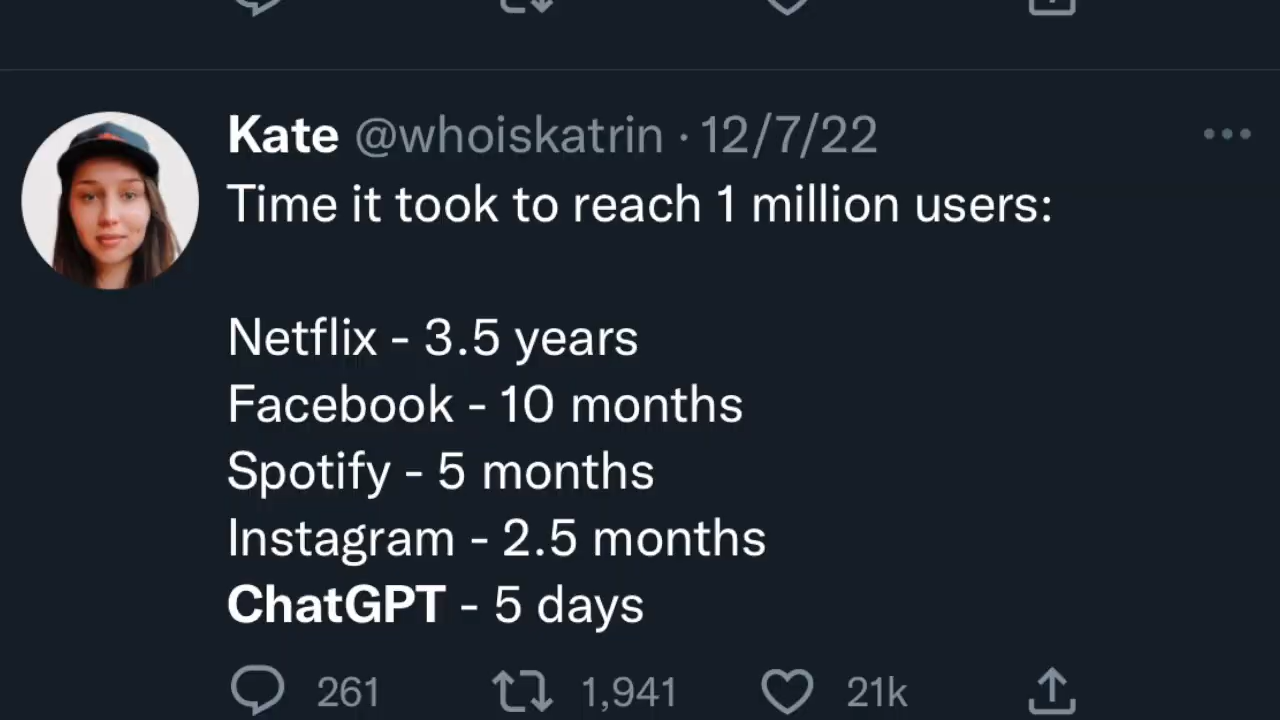 Kate @whoiskatrin · 12/7/22
Time it took to reach 1 million users:
Netflix - 3.5 years
Facebook - 10 months
Spotify - 5 months
Instagram - 2.5 months
ChatGPT - 5 days
261 1,941 21k